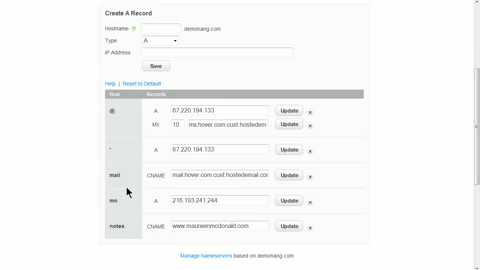 Create A Record
Hostname demohang.com
Type A
IP Address
Save
Help | Reset to Default
Host Records
@ A 67.220.194.133 Update x
MX 10 mx.hover.com.cust.hostedem Update x
* A 67.220.194.133 Update x
mail CNAME mail.hover.com.cust.hostedemail.cor Update x
mo A 216.193.241.244 Update x
notes CNAME www.maureenmcdonald.com Update x
Manage Nameservers based on demohang.com